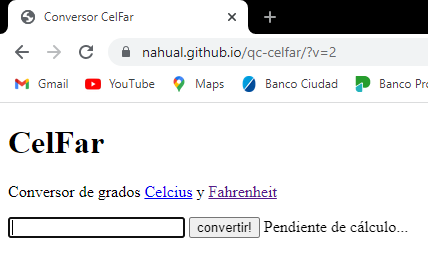 Conversor CelFar
nahual.github.io/qc-celfar/?v=2
Gmail YouTube Maps Banco Ciudad Banco Pro
CelFar
Conversor de grados Celcius y Fahrenheit
convertir! Pendiente de cálculo...